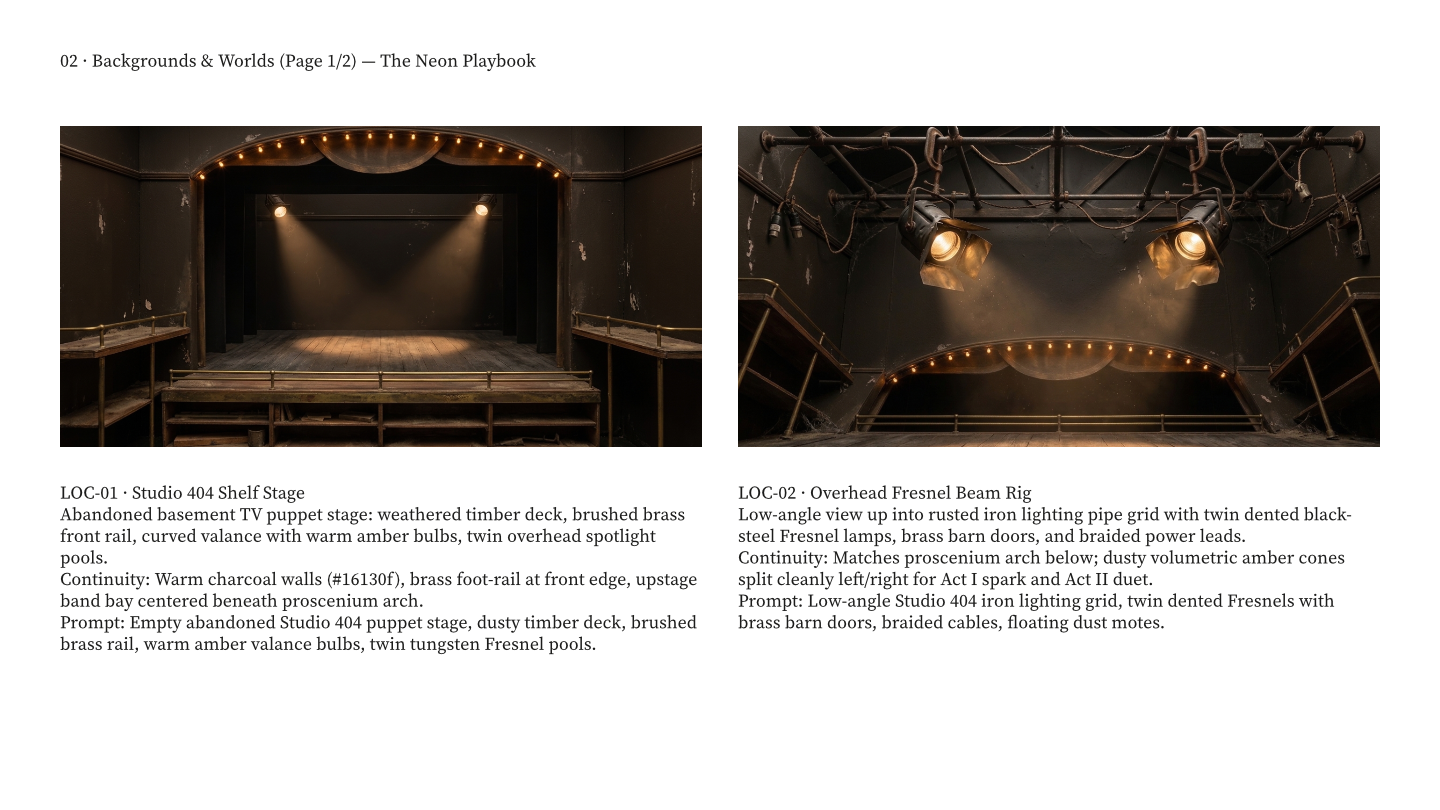 02 · Backgrounds & Worlds (Page 1/2) — The Neon Playbook
LOC-01 · Studio 404 Shelf Stage
Abandoned basement TV puppet stage: weathered timber deck, brushed brass
front rail, curved valance with warm amber bulbs, twin overhead spotlight
pools.
Continuity: Warm charcoal walls (#16130f), brass foot-rail at front edge, upstage
band bay centered beneath proscenium arch.
Prompt: Empty abandoned Studio 404 puppet stage, dusty timber deck, brushed
brass rail, warm amber valance bulbs, twin tungsten Fresnel pools.
LOC-02 · Overhead Fresnel Beam Rig
Low-angle view up into rusted iron lighting pipe grid with twin dented black-
steel Fresnel lamps, brass barn doors, and braided power leads.
Continuity: Matches proscenium arch below; dusty volumetric amber cones
split cleanly left/right for Act I spark and Act II duet.
Prompt: Low-angle Studio 404 iron lighting grid, twin dented Fresnels with
brass barn doors, braided cables, floating dust motes.